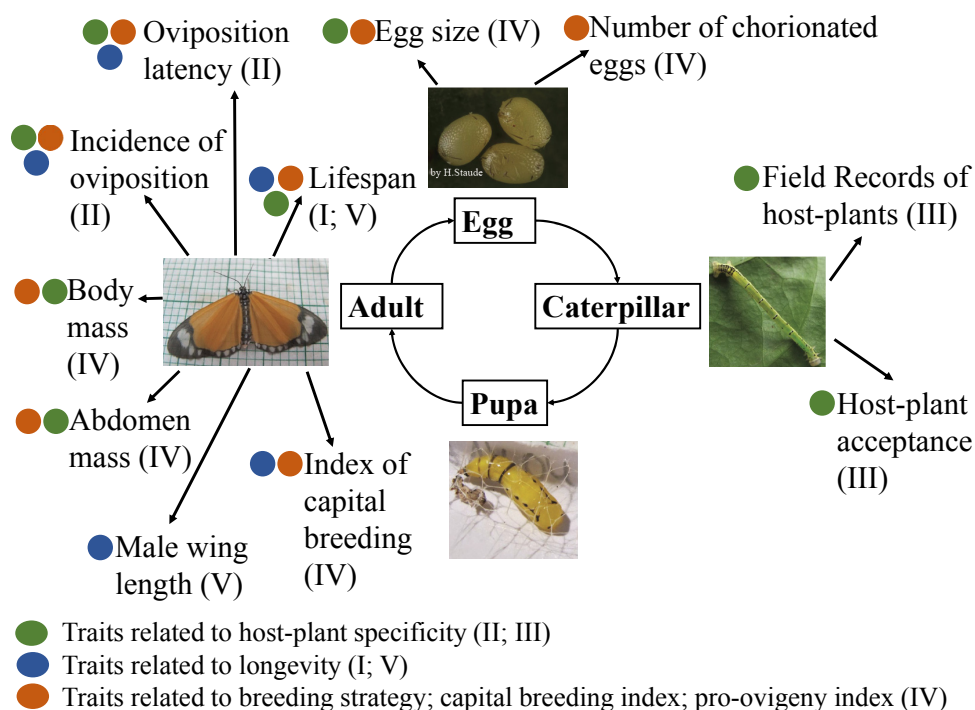 Oviposition
latency (II)
Egg size (IV)
Number of chorionated
eggs (IV)
by H.Staude
Incidence of
oviposition
(II)
Lifespan
(I; V)
Field Records of
host-plants (III)
Egg
Body
mass
(IV)
Adult
Caterpillar
Pupa
Abdomen
mass (IV)
Host-plant
acceptance
(III)
Index of
capital
breeding
(IV)
Male wing
length (V)
Traits related to host-plant specificity (II; III)
Traits related to longevity (I; V)
Traits related to breeding strategy; capital breeding index; pro-ovigeny index (IV)